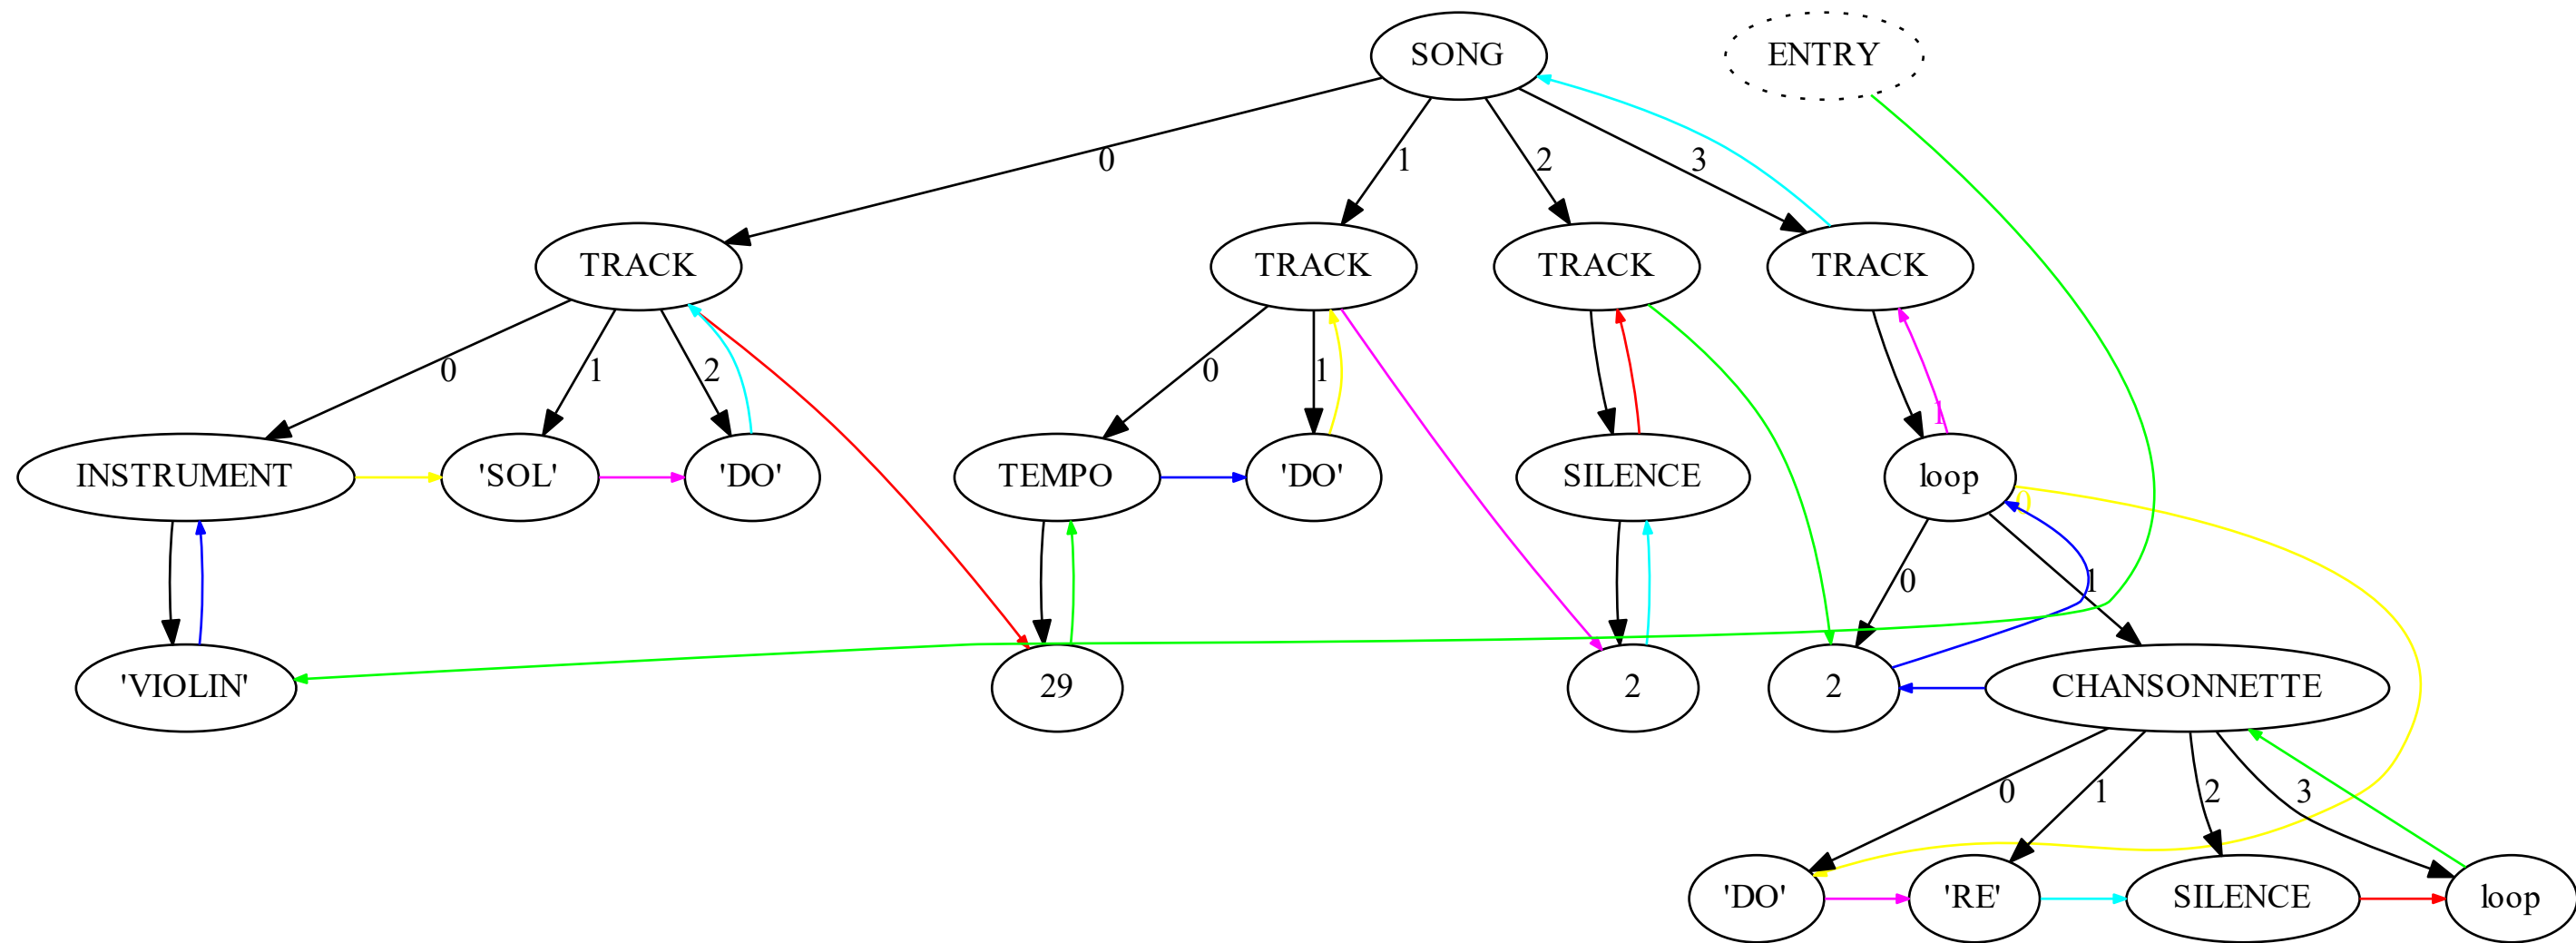 SONG
ENTRY
0
1
2
3
TRACK
TRACK
TRACK
TRACK
0
1
2
0
1
1
INSTRUMENT
'SOL'
'DO'
TEMPO
'DO'
SILENCE
loop
0
0
1
'VIOLIN'
29
2
2
CHANSONNETTE
0
1
2
3
'DO'
'RE'
SILENCE
loop